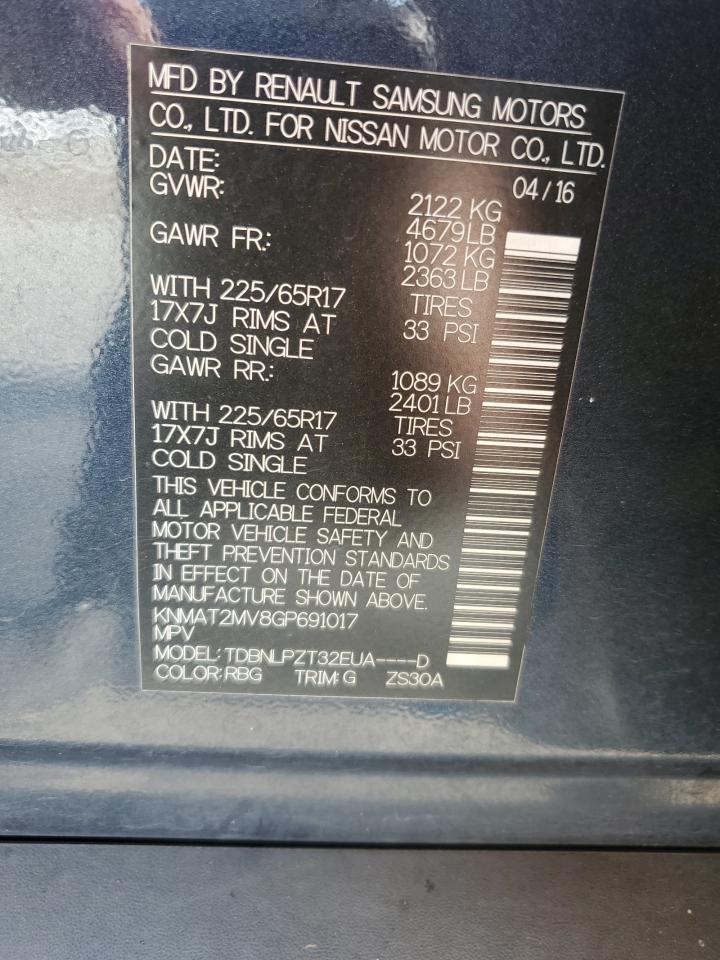 MFD BY RENAULT SAMSUNG MOTORS
CO., LTD. FOR NISSAN MOTOR CO., LTD.
DATE: 04/16
GVWR: 2122 KG
4679 LB
GAWR FR.: 1072 KG
2363 LB
WITH 225/65R17 TIRES
17X7J RIMS AT 33 PSI
COLD SINGLE
GAWR RR.: 1089 KG
2401 LB
WITH 225/65R17 TIRES
17X7J RIMS AT 33 PSI
COLD SINGLE
THIS VEHICLE CONFORMS TO
ALL APPLICABLE FEDERAL
MOTOR VEHICLE SAFETY AND
THEFT PREVENTION STANDARDS
IN EFFECT ON THE DATE OF
MANUFACTURE SHOWN ABOVE.
KNMAT2MV8GP691017
MPV
MODEL: TDBNLPZT32EUA----D
COLOR: RBG TRIM: G ZS30A